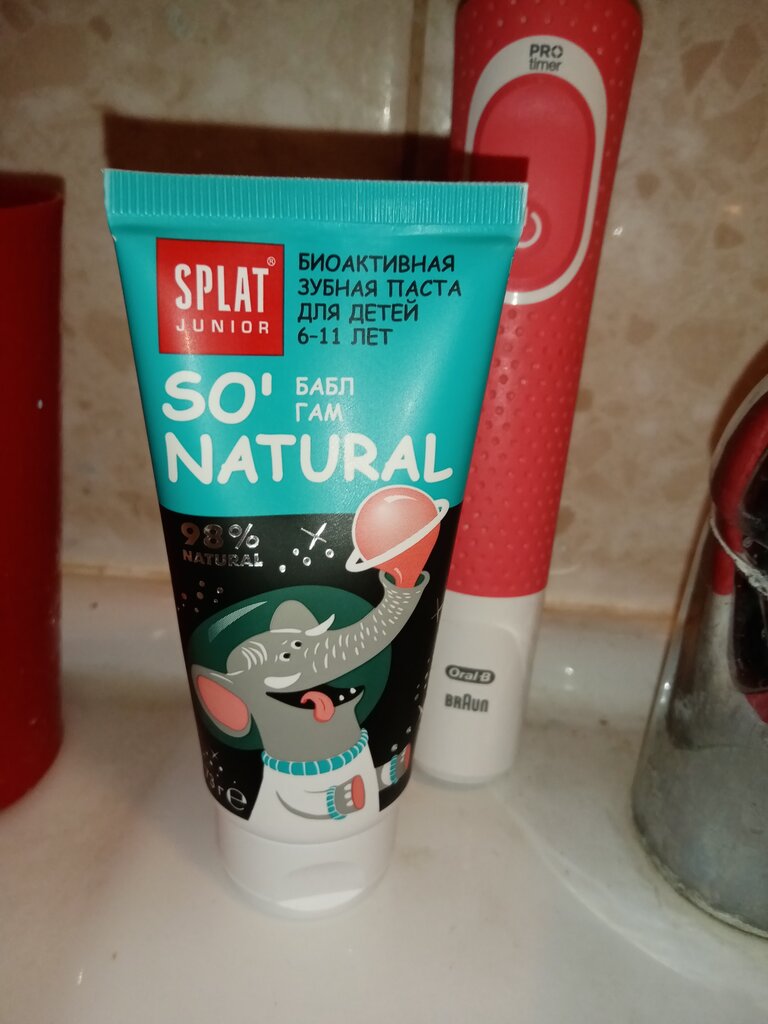 PRO
timer
SPLAT®
JUNIOR
БИОАКТИВНАЯ
ЗУБНАЯ ПАСТА
ДЛЯ ДЕТЕЙ
6-11 ЛЕТ
SO'
БАБЛ
ГАМ
NATURAL
98%
NATURAL
Oral-B
BRAUN